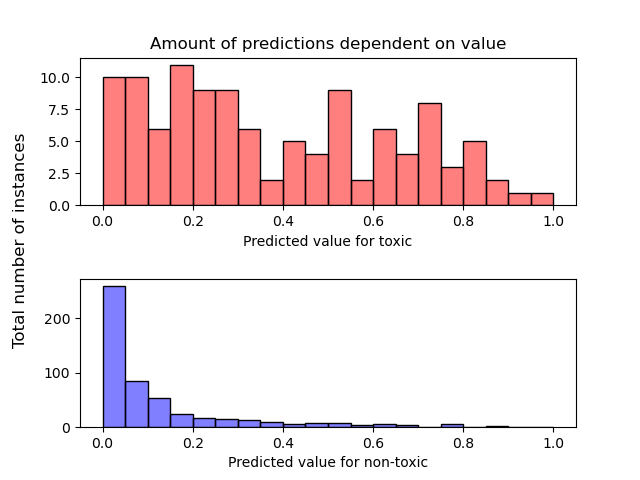 Amount of predictions dependent on value
Total number of instances
10.0
7.5
5.0
2.5
0.0
0.0 0.2 0.4 0.6 0.8 1.0
Predicted value for toxic
200
100
0
0.0 0.2 0.4 0.6 0.8 1.0
Predicted value for non-toxic